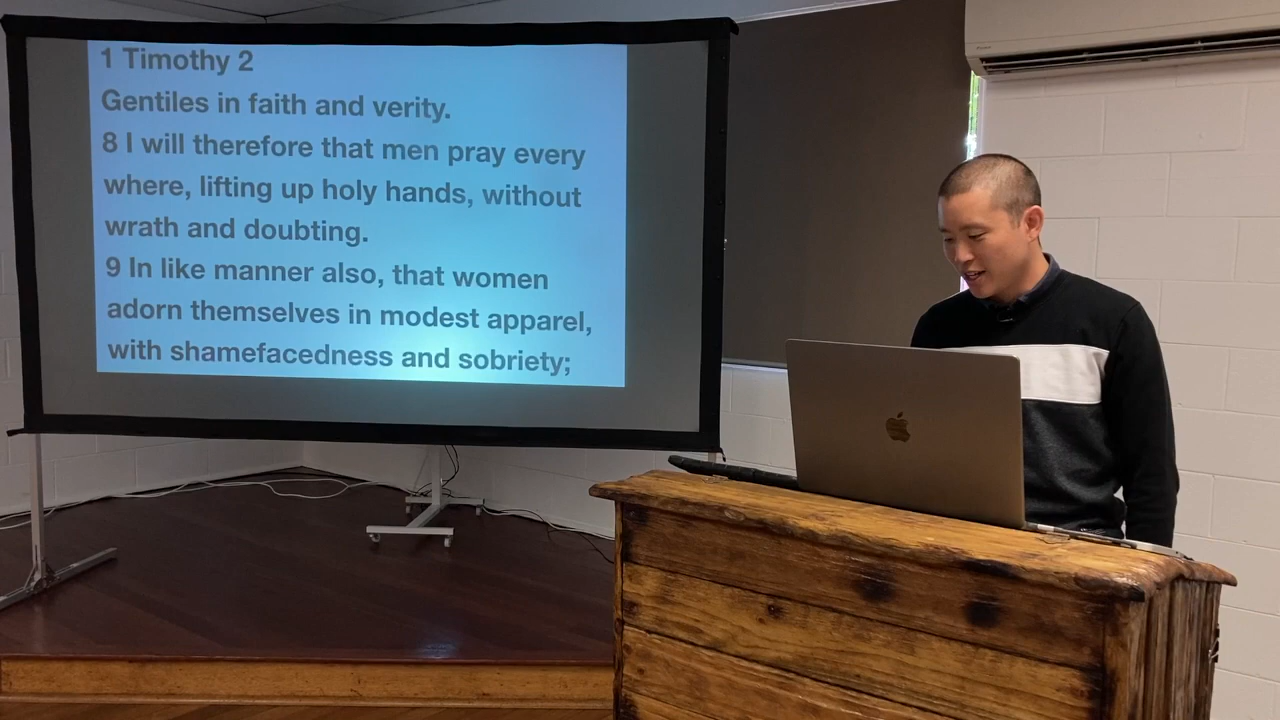 1 Timothy 2
Gentiles in faith and verity.
8 I will therefore that men pray every
where, lifting up holy hands, without
wrath and doubting.
9 In like manner also, that women
adorn themselves in modest apparel,
with shamefacedness and sobriety;